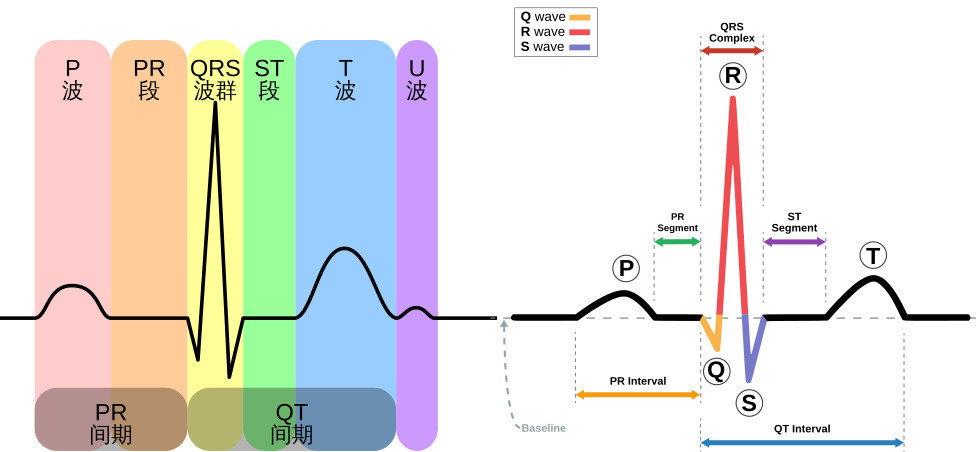 P
波
PR
段
QRS
波群
ST
段
T
波
U
波
PR
间期
QT
间期
Q wave
R wave
S wave
QRS
Complex
R
PR
Segment
ST
Segment
P
T
Q
S
PR Interval
Baseline
QT Interval